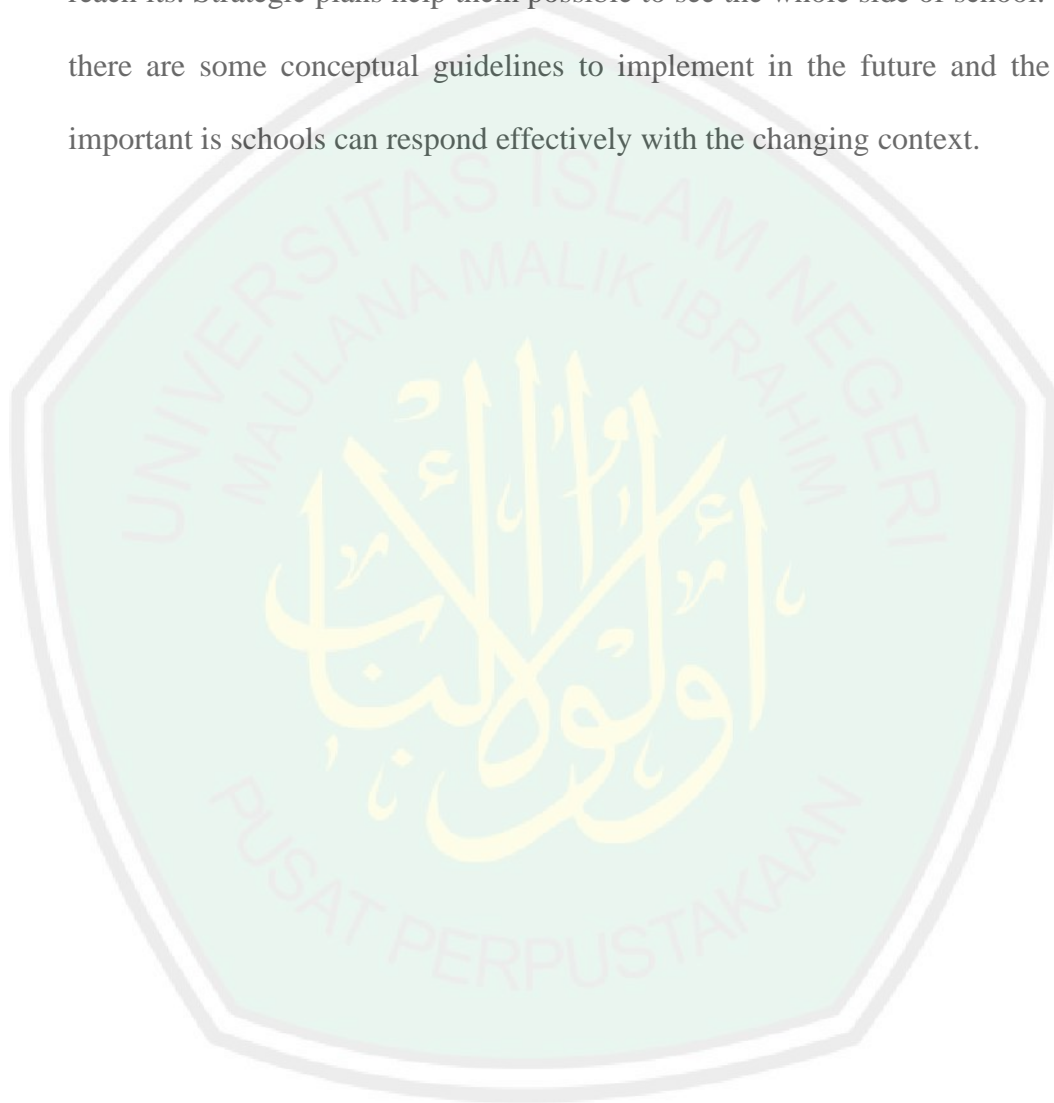 reach its. Strategic plans help them possible to see the whole side of school.
there are some conceptual guidelines to implement in the future and the
important is schools can respond effectively with the changing context.
UNIVERSITAS ISLAM NEGERI
MAULANA MALIK IBRAHIM
أولوا الألباب
PUSAT PERPUSTAKAAN